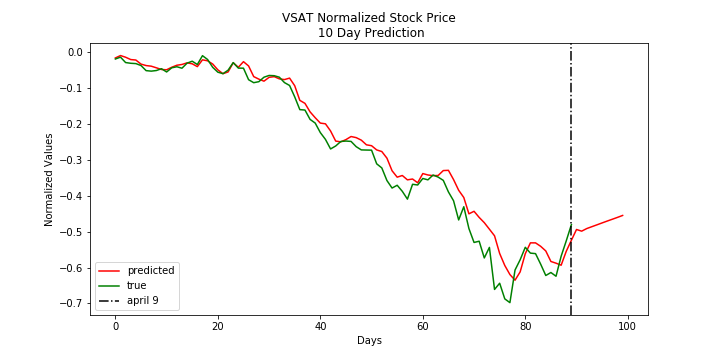 VSAT Normalized Stock Price
10 Day Prediction
Normalized Values
0.0
−0.1
−0.2
−0.3
−0.4
−0.5
−0.6
−0.7
predicted
true
april 9
0 20 40 60 80 100
Days